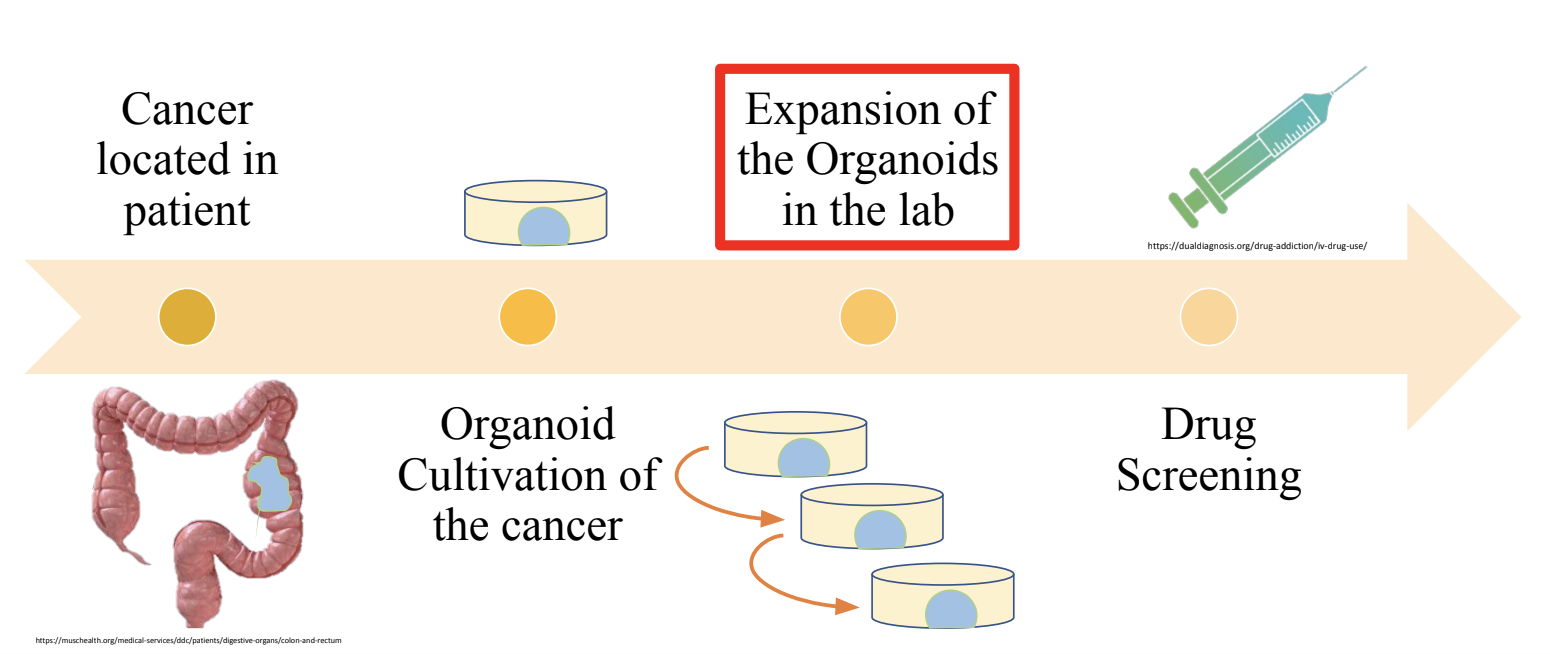 Cancer
located in
patient
Expansion of
the Organoids
in the lab
https://dualdiagnosis.org/drug-addiction/iv-drug-use/
Organoid
Cultivation of
the cancer
Drug
Screening
https://muschealth.org/medical-services/ddc/patients/digestive-organs/colon-and-rectum